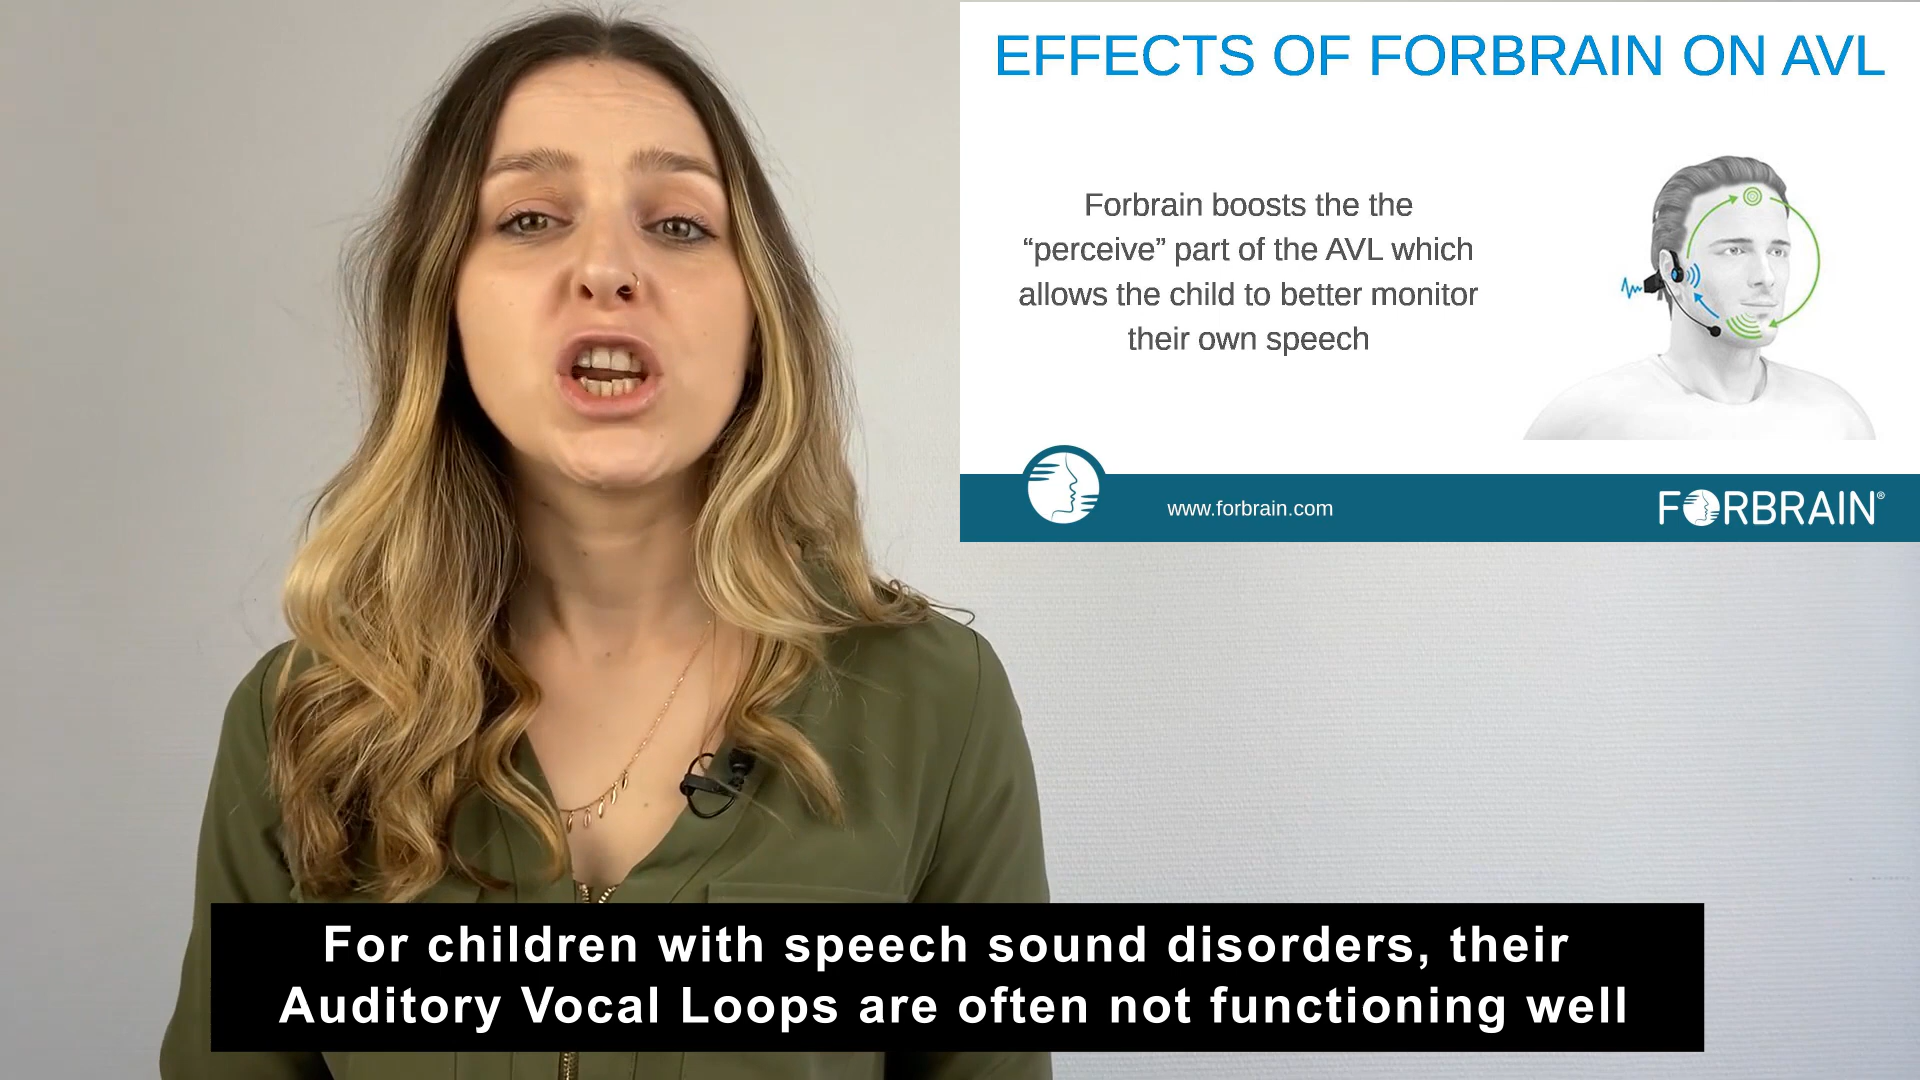 EFFECTS OF FORBRAIN ON AVL
Forbrain boosts the the
“perceive” part of the AVL which
allows the child to better monitor
their own speech
www.forbrain.com
FORBRAIN®
For children with speech sound disorders, their
Auditory Vocal Loops are often not functioning well